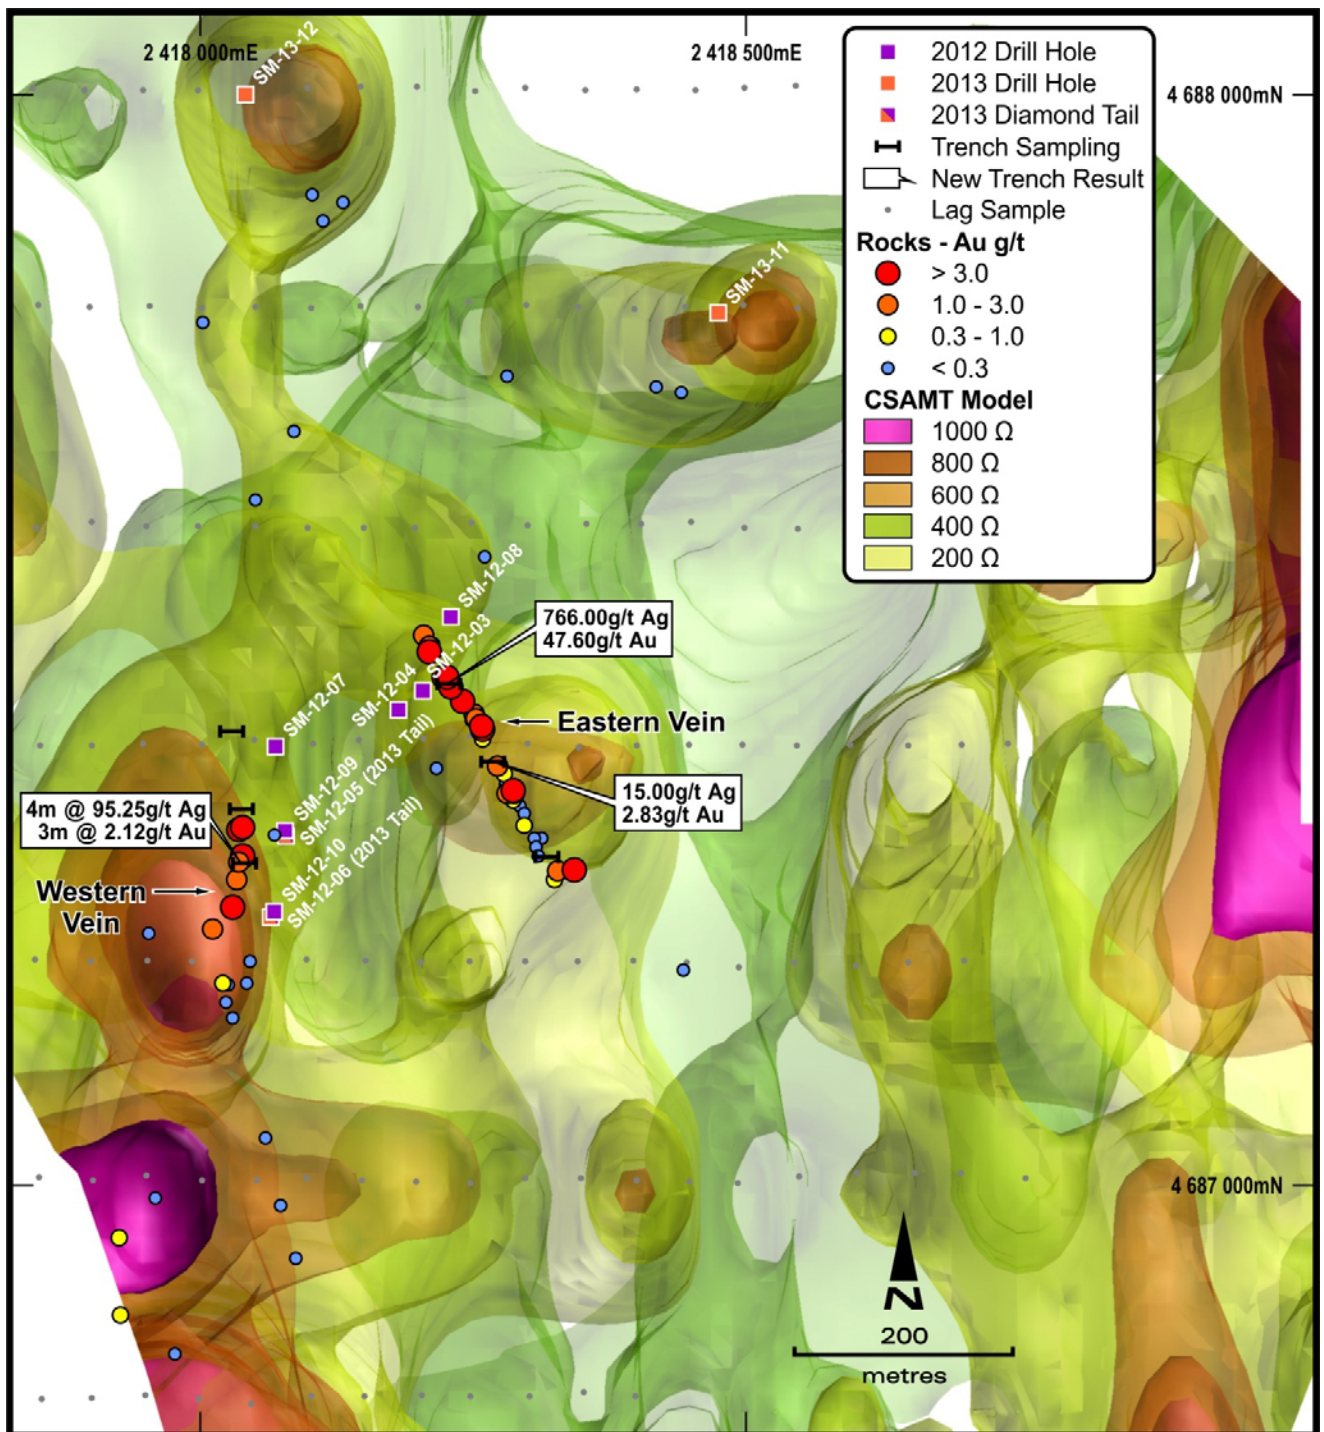 2 418 000mE
2 418 500mE
4 688 000mN
2012 Drill Hole
2013 Drill Hole
2013 Diamond Tail
Trench Sampling
New Trench Result
Lag Sample
Rocks - Au g/t
> 3.0
1.0 - 3.0
0.3 - 1.0
< 0.3
CSAMT Model
1000 Ω
800 Ω
600 Ω
400 Ω
200 Ω
SM-13-12
SM-13-11
SM-12-08
SM-12-03
SM-12-04
SM-12-07
766.00g/t Ag
47.60g/t Au
Eastern Vein
SM-12-09
SM-12-05 (2013 Tail)
15.00g/t Ag
2.83g/t Au
4m @ 95.25g/t Ag
3m @ 2.12g/t Au
SM-12-10
SM-12-06 (2013 Tail)
Western
Vein
4 687 000mN
N
200
metres